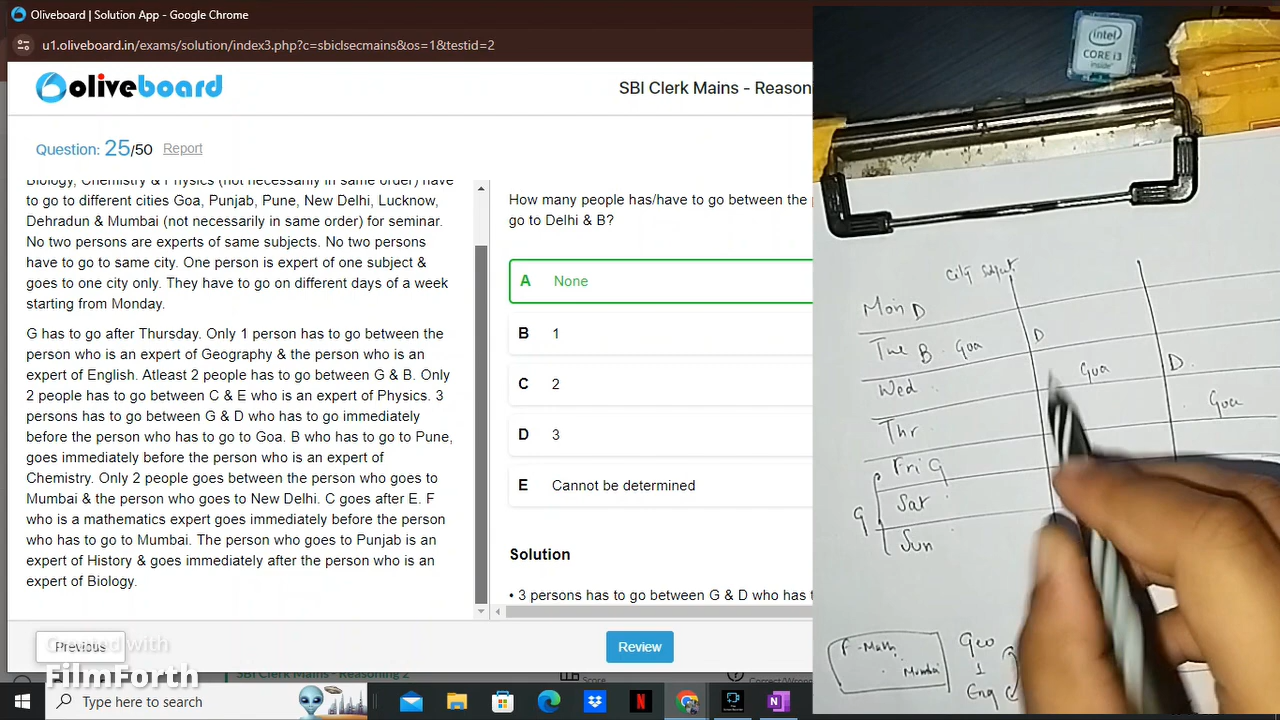 Oliveboard | Solution App - Google Chrome
u1.oliveboard.in/exams/solution/index3.php?c=sbiclsecmains&os=1&testid=2
oliveboard
SBI Clerk Mains - Reasoni
Question: 25/50 Report
Biology, Chemistry & Physics (not necessarily in same order) have
to go to different cities Goa, Punjab, Pune, New Delhi, Lucknow,
Dehradun & Mumbai (not necessarily in same order) for seminar.
No two persons are experts of same subjects. No two persons
have to go to same city. One person is expert of one subject &
goes to one city only. They have to go on different days of a week
starting from Monday.
G has to go after Thursday. Only 1 person has to go between the
person who is an expert of Geography & the person who is an
expert of English. Atleast 2 people has to go between G & B. Only
2 people has to go between C & E who is an expert of Physics. 3
persons has to go between G & D who has to go immediately
before the person who has to go to Goa. B who has to go to Pune,
goes immediately before the person who is an expert of
Chemistry. Only 2 people goes between the person who goes to
Mumbai & the person who goes to New Delhi. C goes after E. F
who is a mathematics expert goes immediately before the person
who has to go to Mumbai. The person who goes to Punjab is an
expert of History & goes immediately after the person who is an
expert of Biology.
How many people has/have to go between the p
go to Delhi & B?
A None
B 1
C 2
D 3
E Cannot be determined
Solution
• 3 persons has to go between G & D who has t
Previous
Review
Created with
FilmForth
SBI Clerk Mains - Reasoning 2
Score
Correct/Wrong
Type here to search
intel
CORE i3
inside
City Subject
Mon D
Tue B Goa D
Wed Goa D
Thr Goa
Fri G
G Sat
Sun
F - Math
Mumbai
Geo
1
Eng